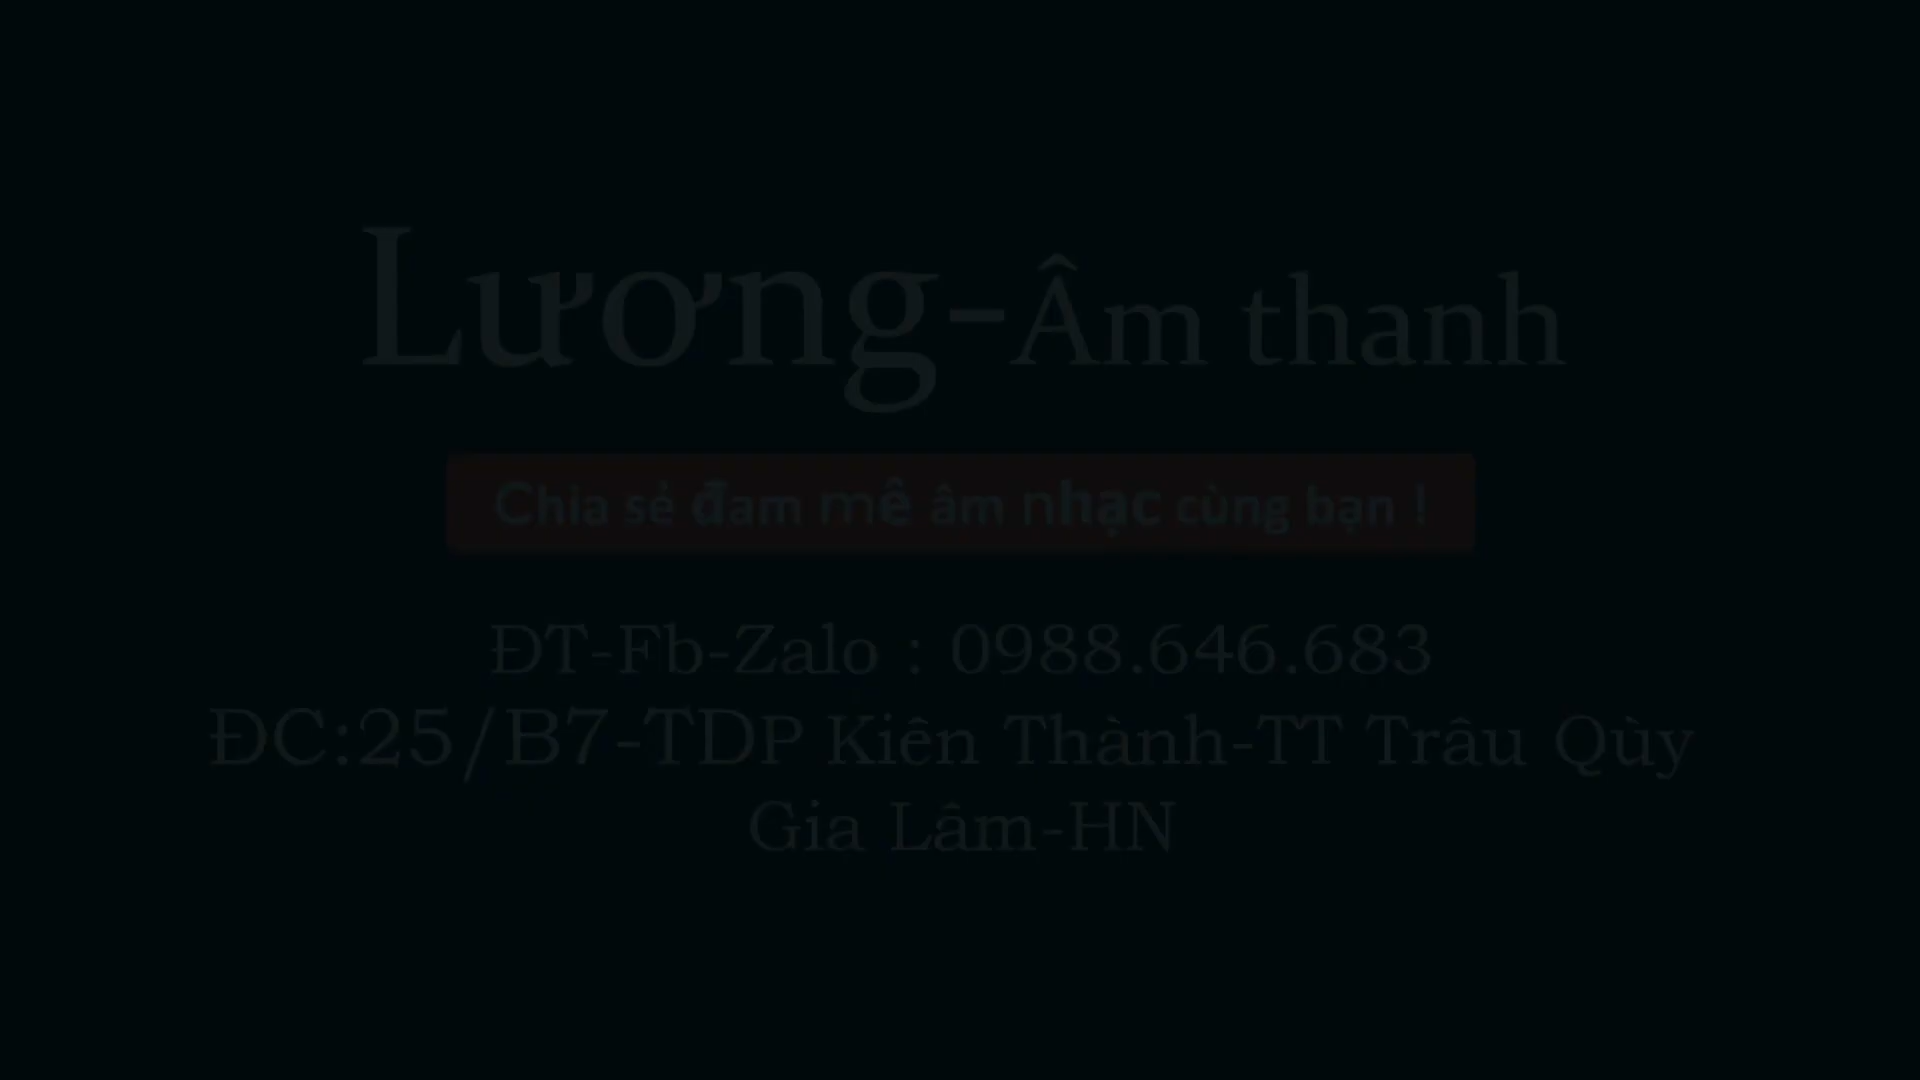 Lương-Âm thanh
Chia sẻ đam mê âm nhạc cùng bạn !
ĐT-Fb-Zalo : 0988.646.683
ĐC:25/B7-TDP Kiên Thành-TT Trâu Qùy
Gia Lâm-HN